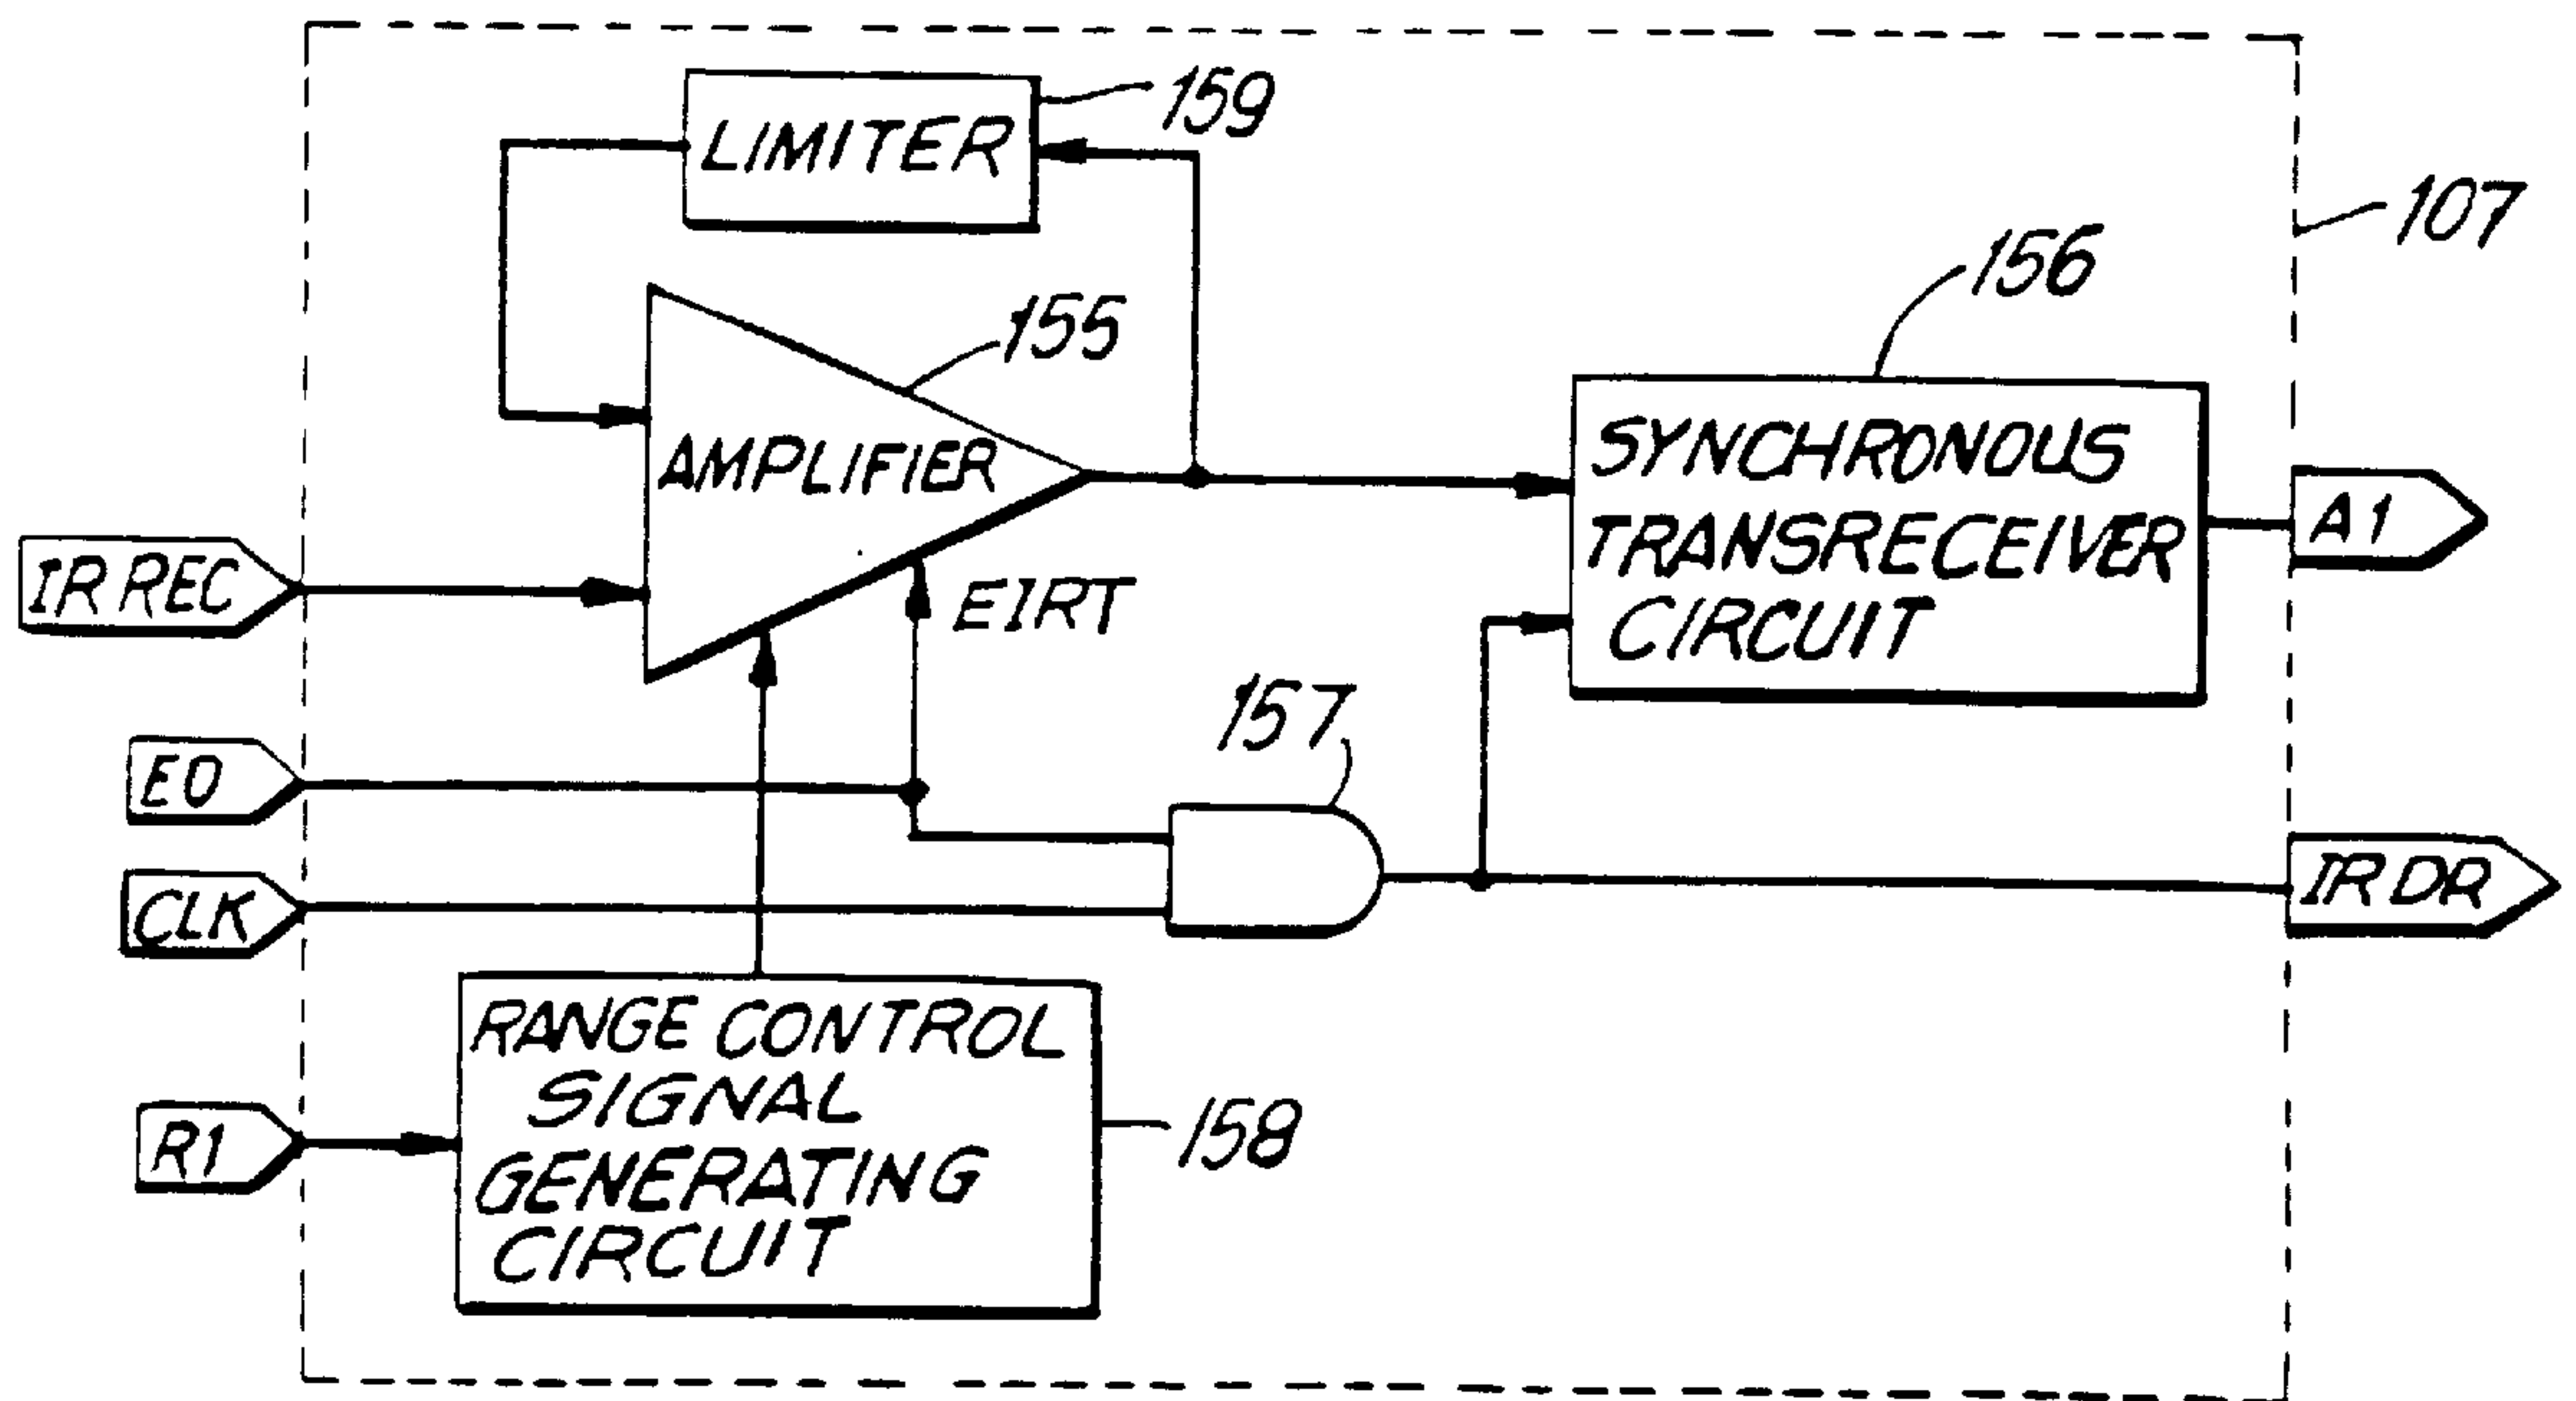 159
LIMITER
107
156
155
SYNCHRONOUS
TRANSRECEIVER
CIRCUIT
A1
AMPLIFIER
IR REC
EIRT
157
EO
IR DR
CLK
RANGE CONTROL
SIGNAL
GENERATING
CIRCUIT
158
R1